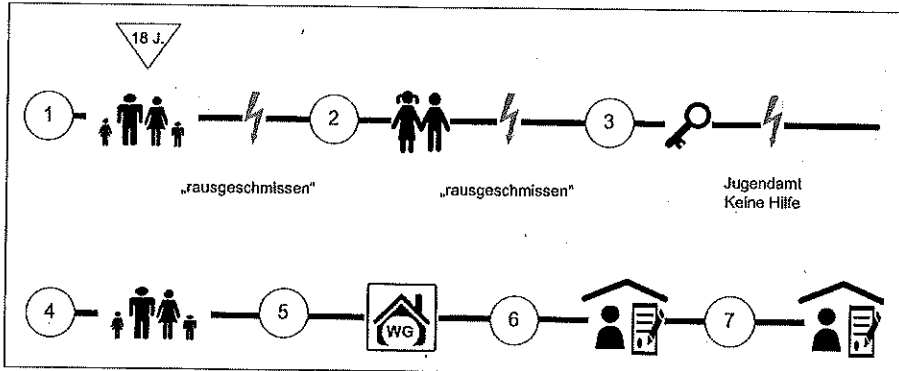 18 J.
1
2
3
„rausgeschmissen"
„rausgeschmissen"
Jugendamt
Keine Hilfe
4
5
WG
6
7